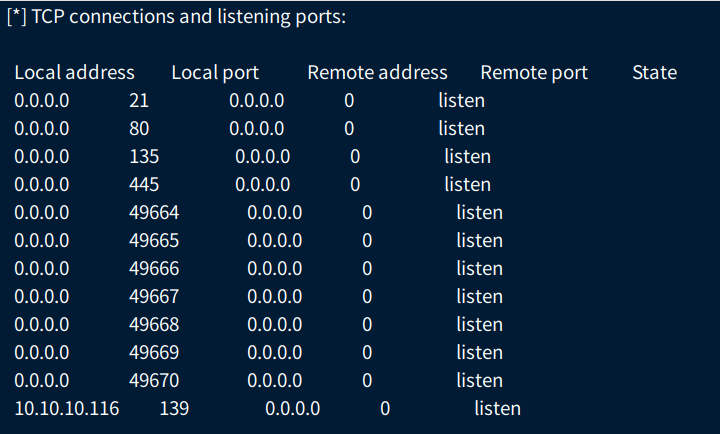 [*] TCP connections and listening ports:
Local address Local port Remote address Remote port State
0.0.0.0 21 0.0.0.0 0 listen
0.0.0.0 80 0.0.0.0 0 listen
0.0.0.0 135 0.0.0.0 0 listen
0.0.0.0 445 0.0.0.0 0 listen
0.0.0.0 49664 0.0.0.0 0 listen
0.0.0.0 49665 0.0.0.0 0 listen
0.0.0.0 49666 0.0.0.0 0 listen
0.0.0.0 49667 0.0.0.0 0 listen
0.0.0.0 49668 0.0.0.0 0 listen
0.0.0.0 49669 0.0.0.0 0 listen
0.0.0.0 49670 0.0.0.0 0 listen
10.10.10.116 139 0.0.0.0 0 listen